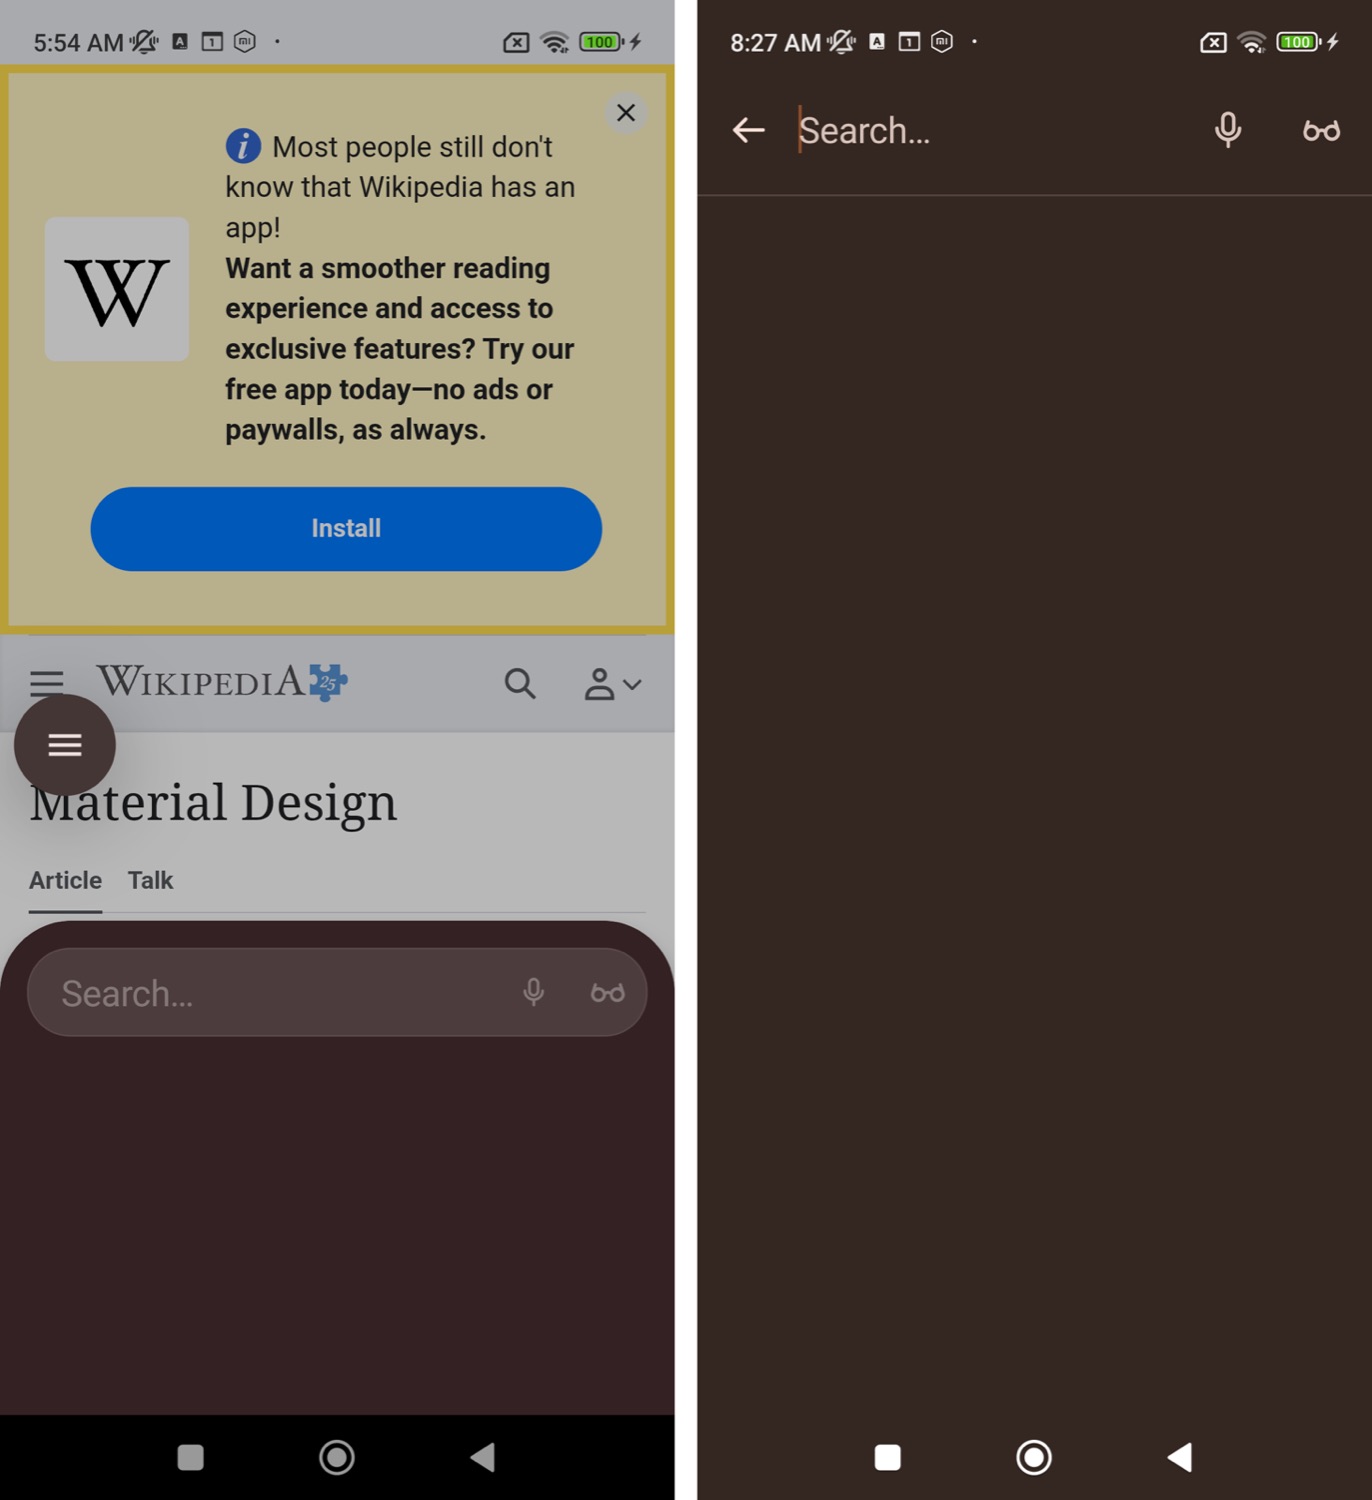 5:54 AM
100
Most people still don't
know that Wikipedia has an
app!
Want a smoother reading
experience and access to
exclusive features? Try our
free app today—no ads or
paywalls, as always.
W
Install
WIKIPEDIA 25
Material Design
Article Talk
Search...
8:27 AM
100
Search...